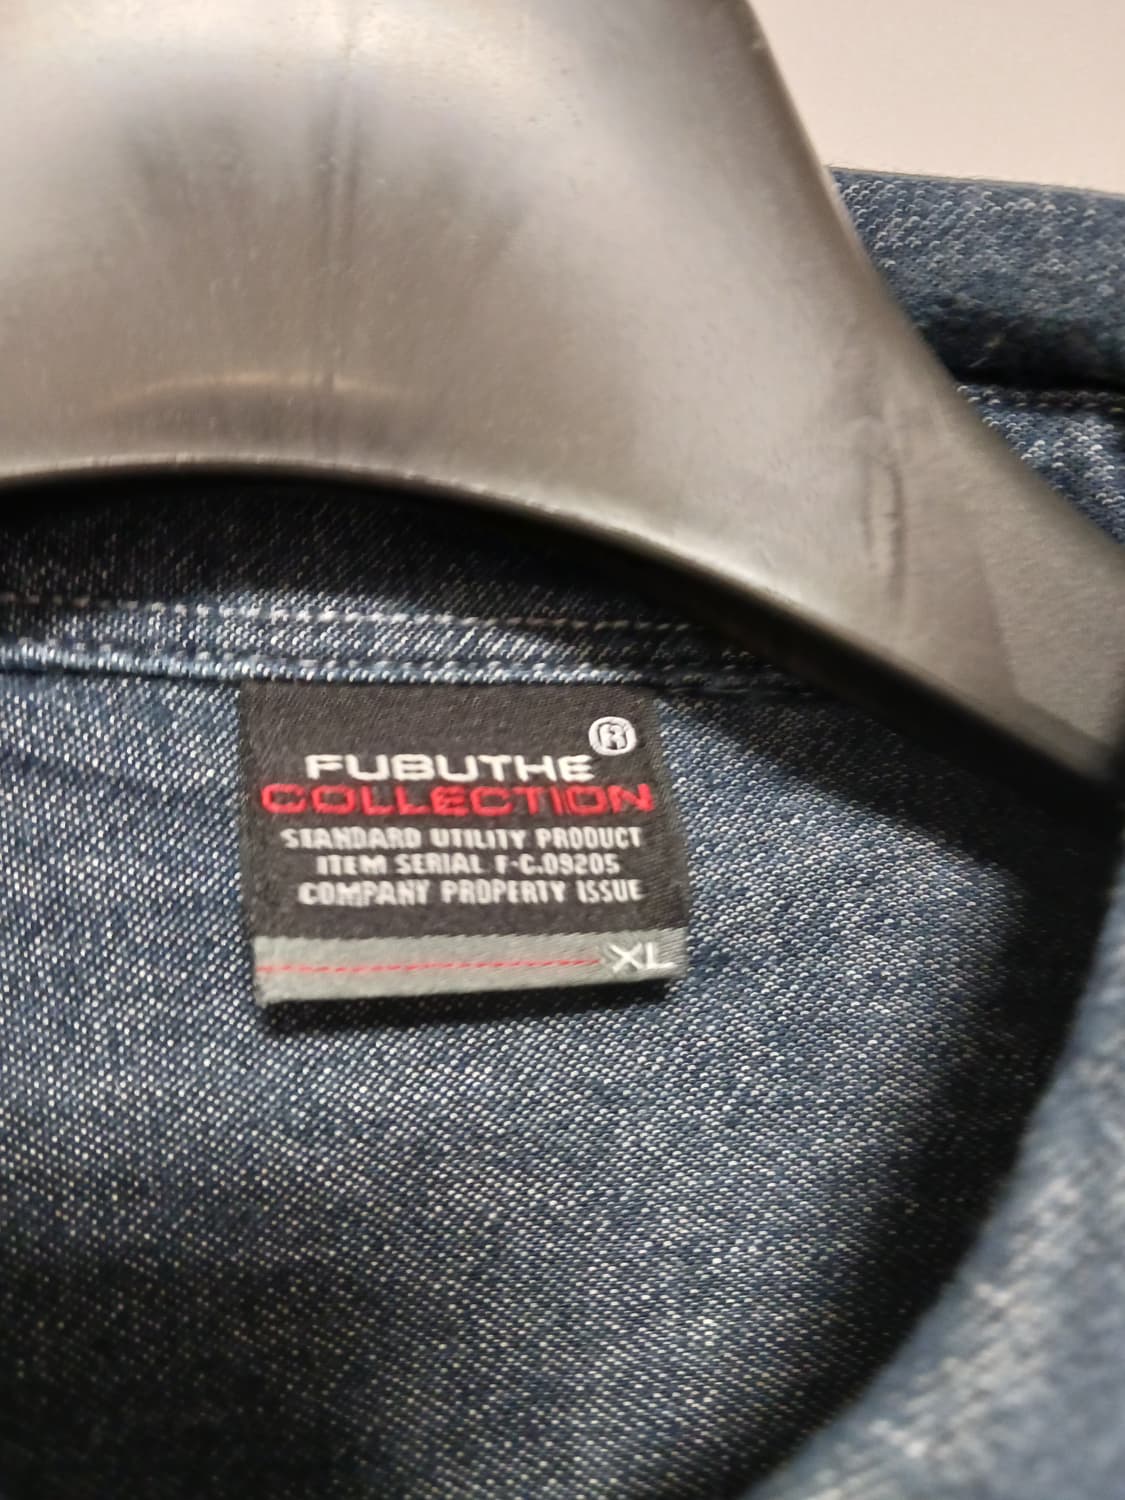 ®
FUBUTHE
COLLECTION
STANDARD UTILITY PRODUCT
ITEM SERIAL F-C.09205
COMPANY PROPERTY ISSUE
XL